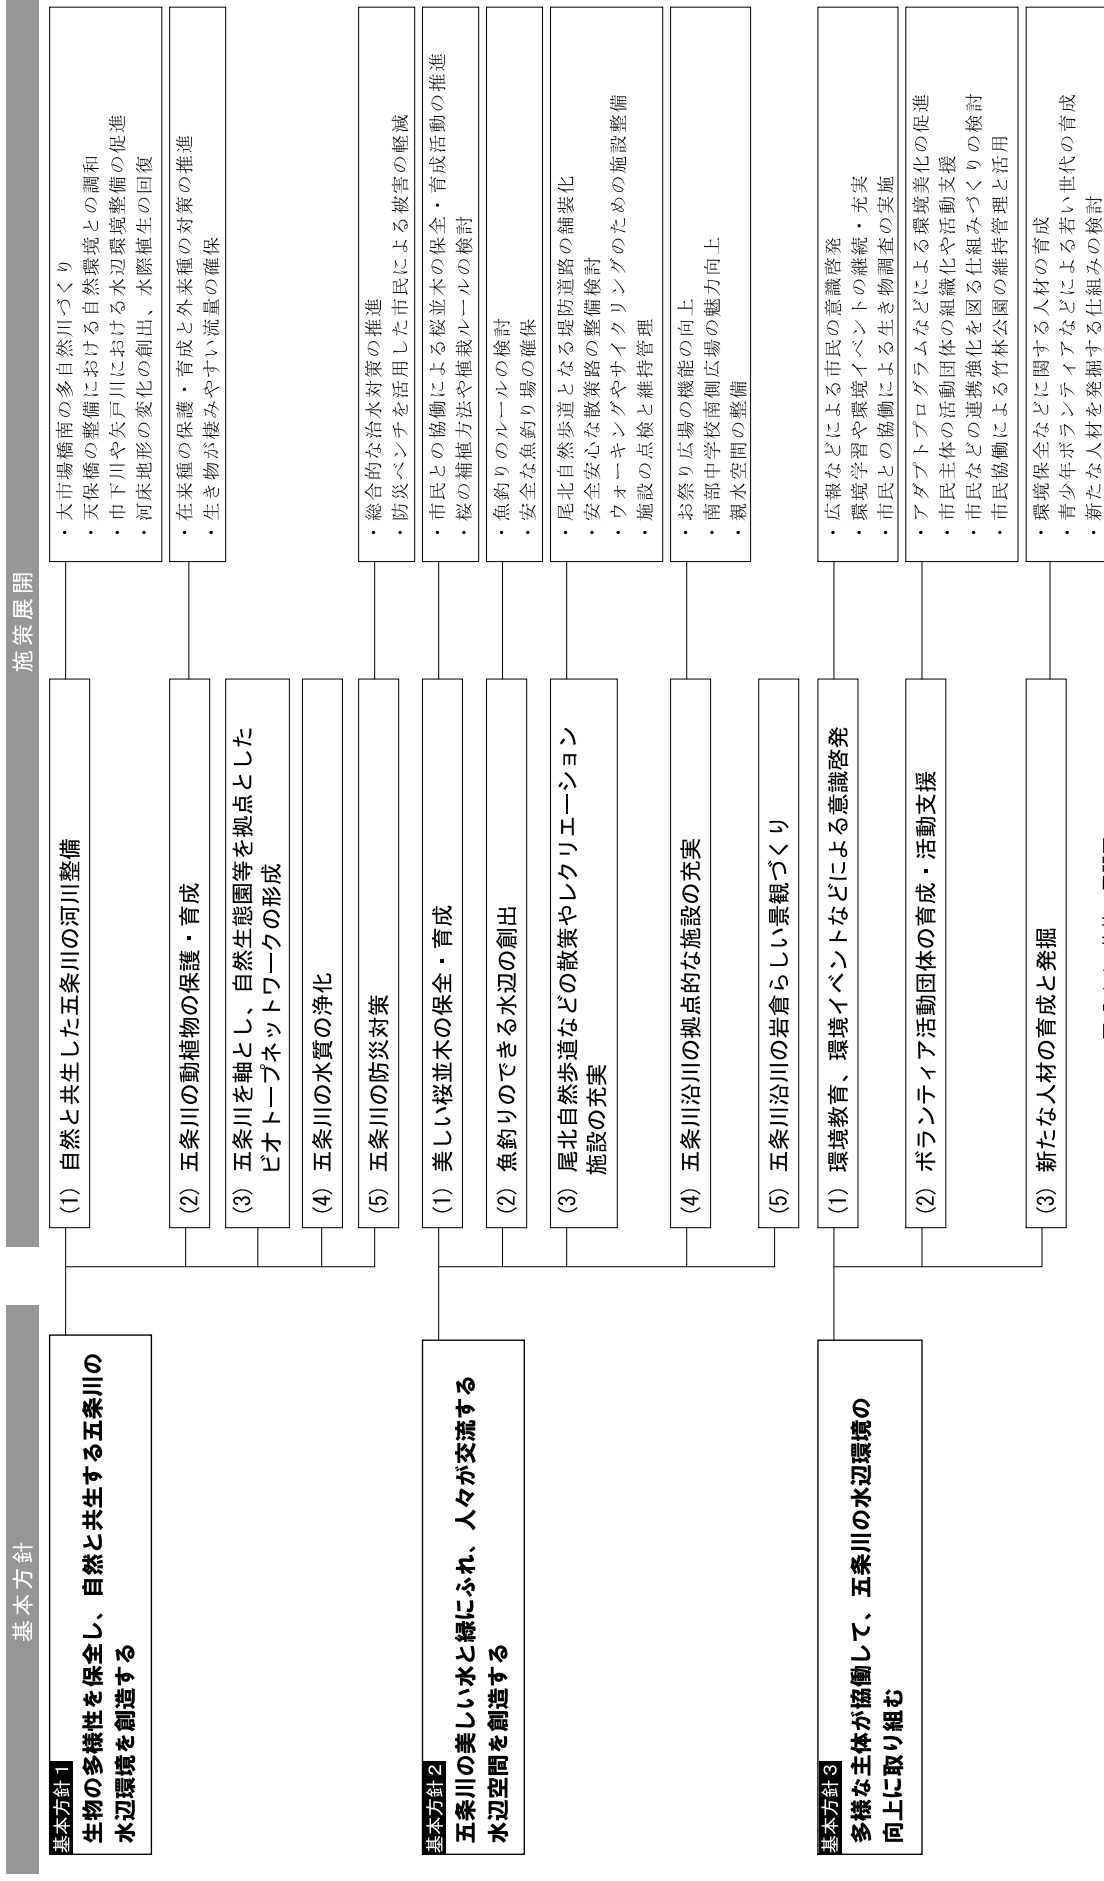 基本方針
施策展開
基本方針1
生物の多様性を保全し、自然と共生する五条川の
水辺環境を創造する
(1) 自然と共生した五条川の河川整備
・大市場橋南の多自然川づくり
・天保橋の整備における自然環境との調和
・巾下川や矢戸川における水辺環境整備の促進
・河床地形の変化の創出、水際植生の回復
(2) 五条川の動植物の保護・育成
・在来種の保護・育成と外来種の対策の推進
・生き物が棲みやすい流量の確保
(3) 五条川を軸とし、自然生態園等を拠点とした
ビオトープネットワークの形成
(4) 五条川の水質の浄化
(5) 五条川の防災対策
・総合的な治水対策の推進
・防災ベンチを活用した市民による被害の軽減
基本方針2
五条川の美しい水と緑にふれ、人々が交流する
水辺空間を創造する
(1) 美しい桜並木の保全・育成
・市民との協働による桜並木の保全・育成活動の推進
・桜の補植方法や植栽ルールの検討
(2) 魚釣りのできる水辺の創出
・魚釣りのルールの検討
・安全な魚釣り場の確保
(3) 尾北自然歩道などの散策やレクリエーション
施設の充実
・尾北自然歩道となる堤防道路の舗装化
・安全安心な散策路の整備検討
・ウォーキングやサイクリングのための施設整備
・施設の点検と維持管理
(4) 五条川沿川の拠点的な施設の充実
・お祭り広場の機能の向上
・南部中学校南側広場の魅力向上
・親水空間の整備
(5) 五条川沿川の岩倉らしい景観づくり
基本方針3
多様な主体が協働して、五条川の水辺環境の
向上に取り組む
(1) 環境教育、環境イベントなどによる意識啓発
・広報などによる市民の意識啓発
・環境学習や環境イベントの継続・充実
・市民との協働による生き物調査の実施
(2) ボランティア活動団体の育成・活動支援
・アダプトプログラムなどによる環境美化の促進
・市民主体の活動団体の組織化や活動支援
・市民などの連携強化を図る仕組みづくりの検討
・市民協働による竹林公園の維持管理と活用
(3) 新たな人材の育成と発掘
・環境保全などに関する人材の育成
・青少年ボランティアなどによる若い世代の育成
・新たな人材を発掘する仕組みの検討